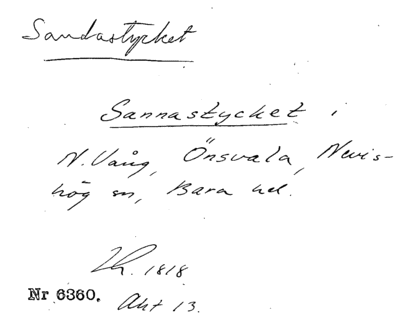 Sandastycket
Sannastycket i
N. Vång, Önsvala, Nevis-
hög sn, Bara hd.
1818
Nr 6360. Akt 13.